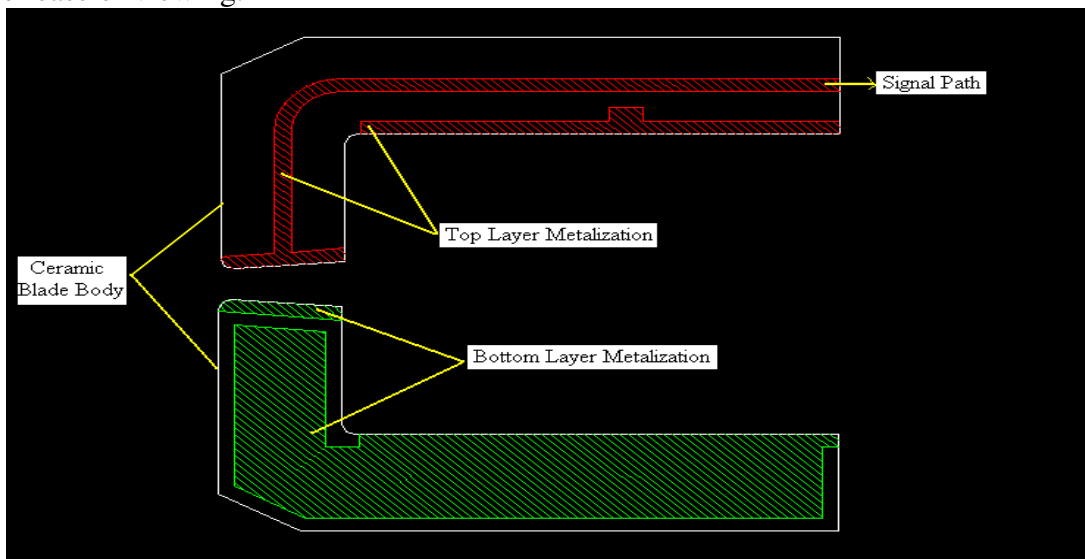 Signal Path
Top Layer Metalization
Ceramic
Blade Body
Bottom Layer Metalization